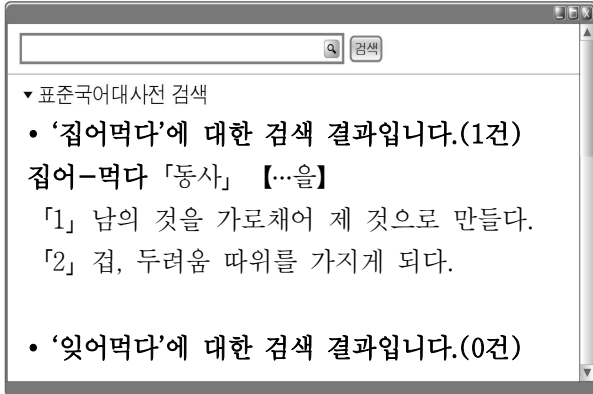 검색
▾ 표준국어대사전 검색
• ‘집어먹다’에 대한 검색 결과입니다.(1건)
집어-먹다 「동사」 【…을】
「1」 남의 것을 가로채어 제 것으로 만들다.
「2」 겁, 두려움 따위를 가지게 되다.
• ‘잊어먹다’에 대한 검색 결과입니다.(0건)